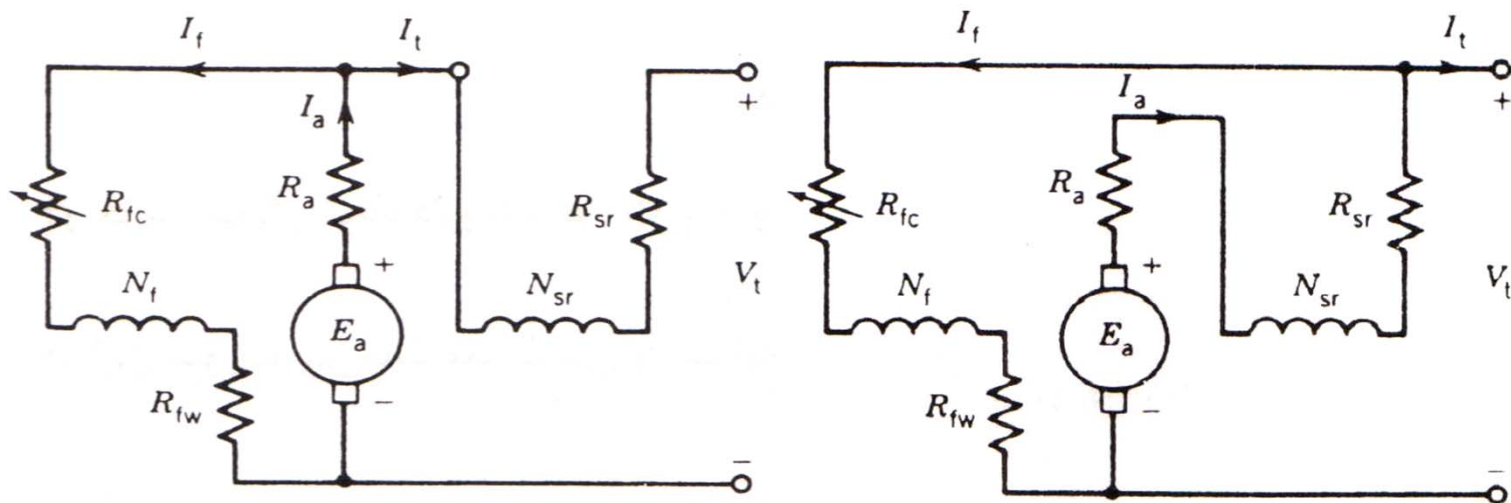 I_f I_t
I_a
R_a
R_fc
R_sr
+
+
N_f
N_sr
V_t
E_a
R_fw
−
−
I_f I_t
I_a
+
R_a
R_fc
R_sr
+
N_f
N_sr
V_t
E_a
R_fw
−
−